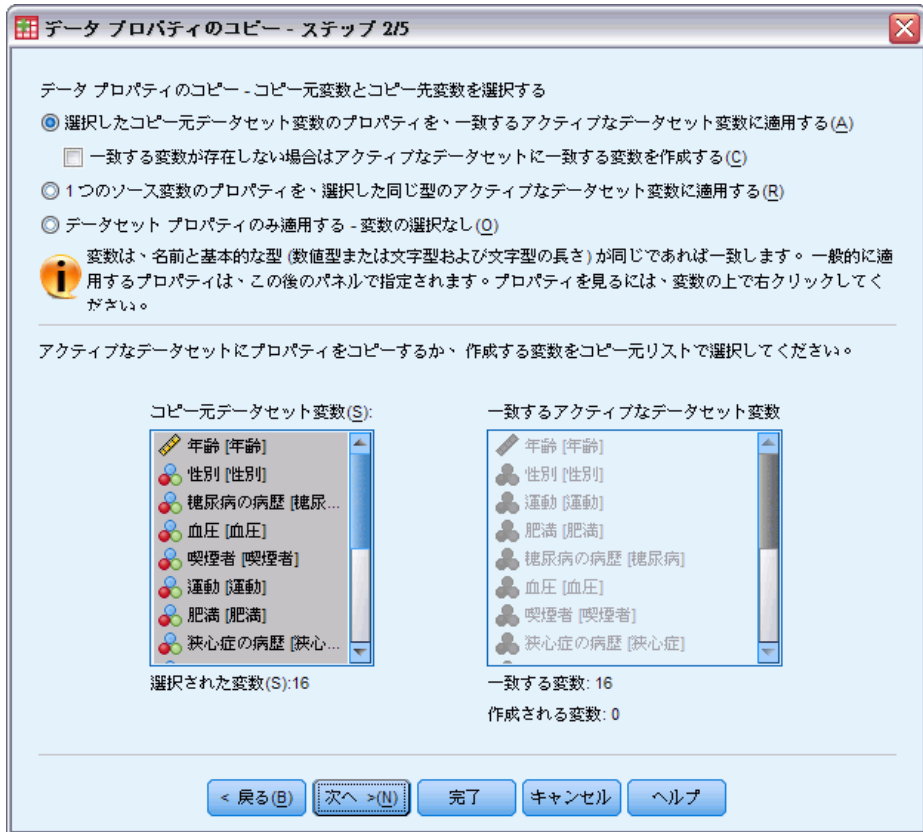 データ プロパティのコピー - ステップ 2/5
データ プロパティのコピー - コピー元変数とコピー先変数を選択する
選択したコピー元データセット変数のプロパティを、一致するアクティブなデータセット変数に適用する(A)
一致する変数が存在しない場合はアクティブなデータセットに一致する変数を作成する(C)
1 つのソース変数のプロパティを、選択した同じ型のアクティブなデータセット変数に適用する(R)
データセット プロパティのみ適用する - 変数の選択なし(O)
変数は、名前と基本的な型 (数値型または文字型および文字型の長さ) が同じであれば一致します。 一般的に適
用するプロパティは、この後のパネルで指定されます。プロパティを見るには、変数の上で右クリックしてく
ださい。
アクティブなデータセットにプロパティをコピーするか、 作成する変数をコピー元リストで選択してください。
コピー元データセット変数(S):
年齢 [年齢]
性別 [性別]
糖尿病の病歴 [糖尿...
血圧 [血圧]
喫煙者 [喫煙者]
運動 [運動]
肥満 [肥満]
狭心症の病歴 [狭心...
選択された変数(S):16
一致するアクティブなデータセット変数
年齢 [年齢]
性別 [性別]
運動 [運動]
肥満 [肥満]
糖尿病の病歴 [糖尿病]
血圧 [血圧]
喫煙者 [喫煙者]
狭心症の病歴 [狭心症]
一致する変数: 16
作成される変数: 0
< 戻る(B)
次へ >(N)
完了
キャンセル
ヘルプ